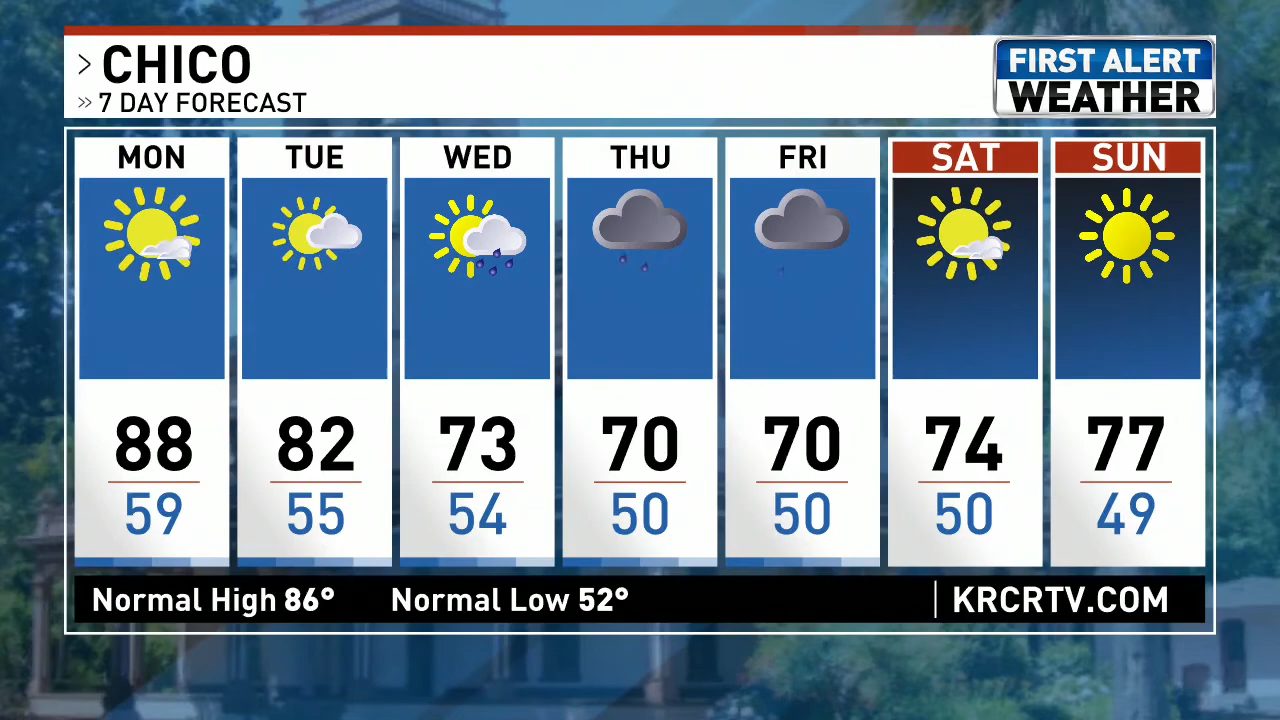 > CHICO
» 7 DAY FORECAST
FIRST ALERT
WEATHER
MON TUE WED THU FRI SAT SUN
88 82 73 70 70 74 77
59 55 54 50 50 50 49
Normal High 86° Normal Low 52° | KRCRTV.COM